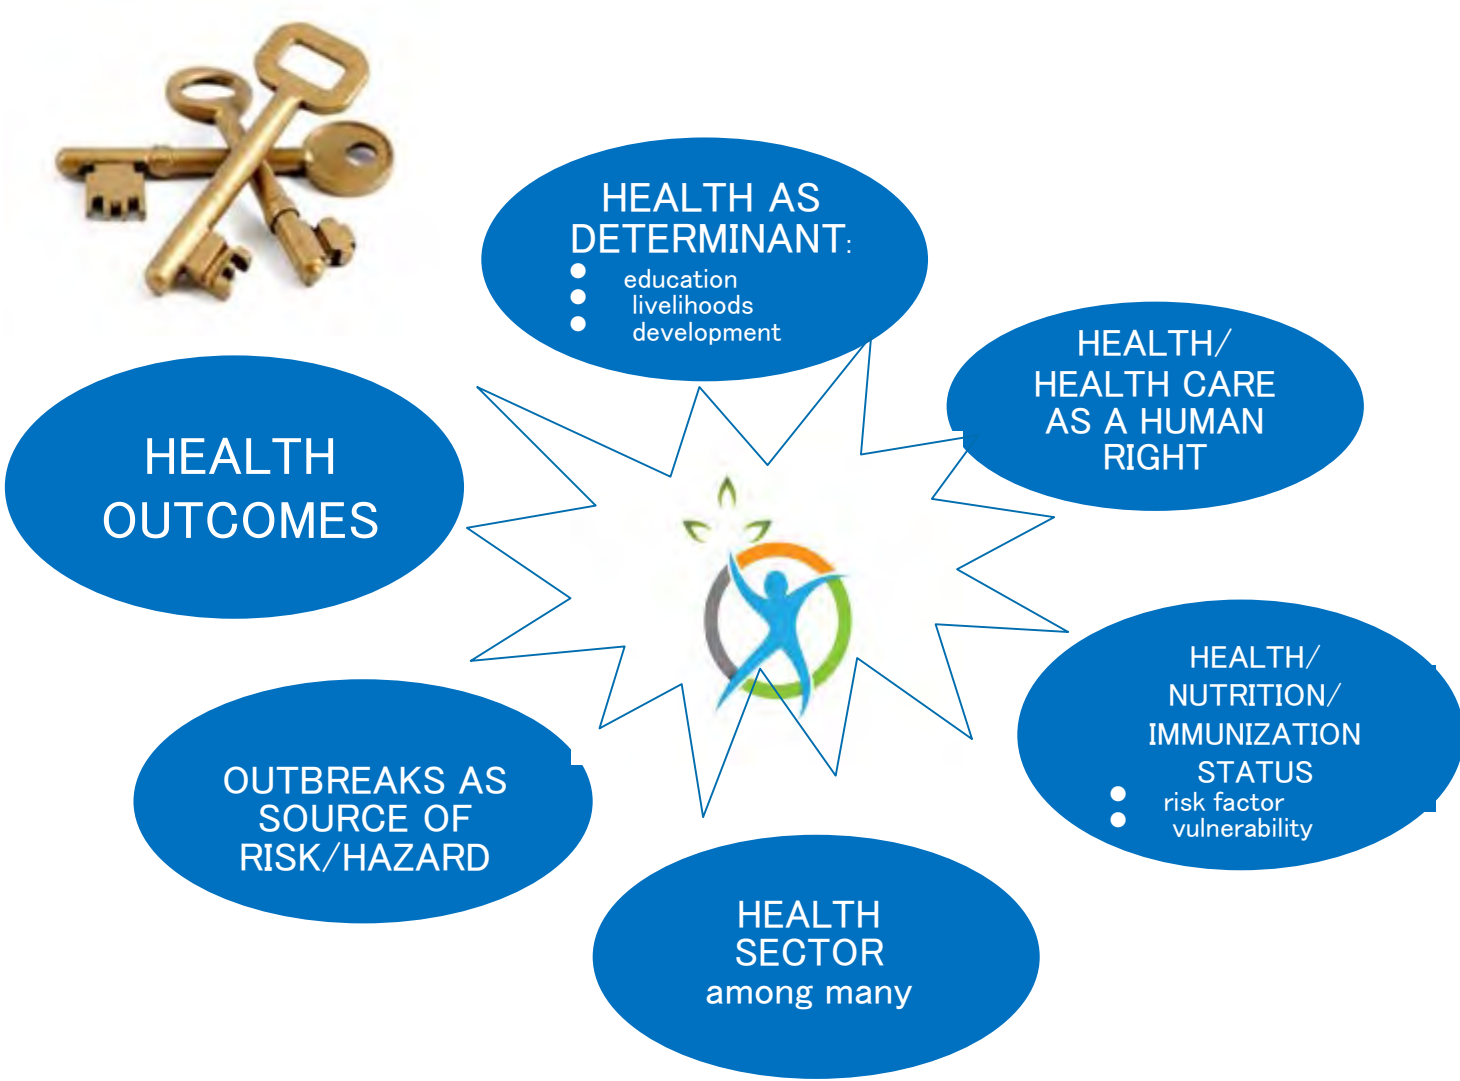 HEALTH AS
DETERMINANT:
● education
● livelihoods
● development
HEALTH/
HEALTH CARE
AS A HUMAN
RIGHT
HEALTH
OUTCOMES
HEALTH/
NUTRITION/
IMMUNIZATION
STATUS
● risk factor
● vulnerability
OUTBREAKS AS
SOURCE OF
RISK/HAZARD
HEALTH
SECTOR
among many